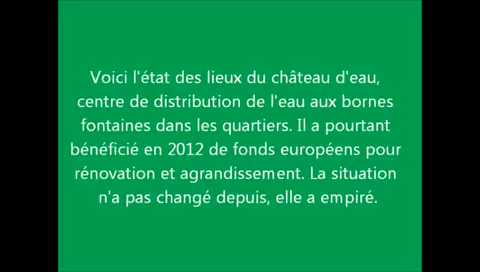 Voici l'état des lieux du château d'eau,
centre de distribution de l'eau aux bornes
fontaines dans les quartiers. Il a pourtant
bénéficié en 2012 de fonds européens pour
rénovation et agrandissement. La situation
n'a pas changé depuis, elle a empiré.